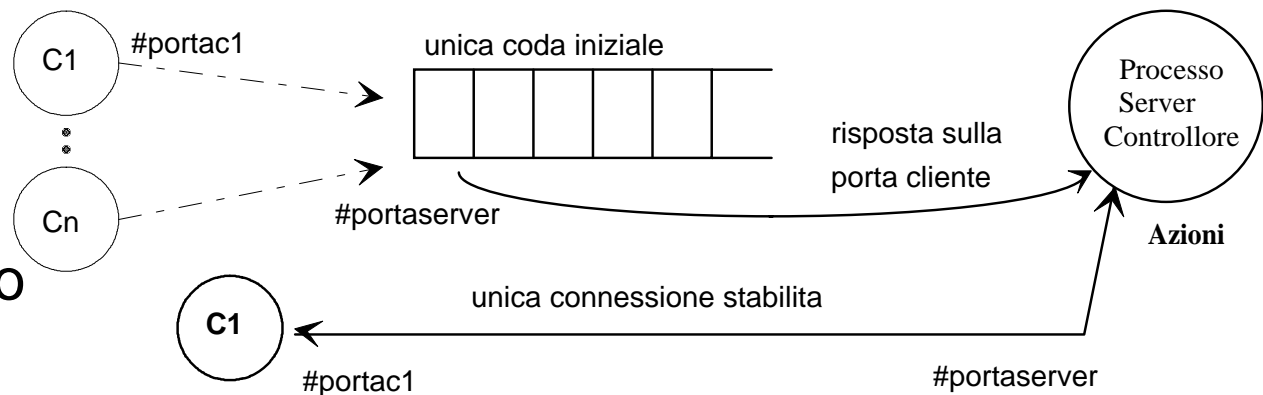 C1
#portac1
unica coda iniziale
Processo
Server
Controllore
risposta sulla
porta cliente
Cn
#portaserver
Azioni
o
unica connessione stabilita
C1
#portac1
#portaserver